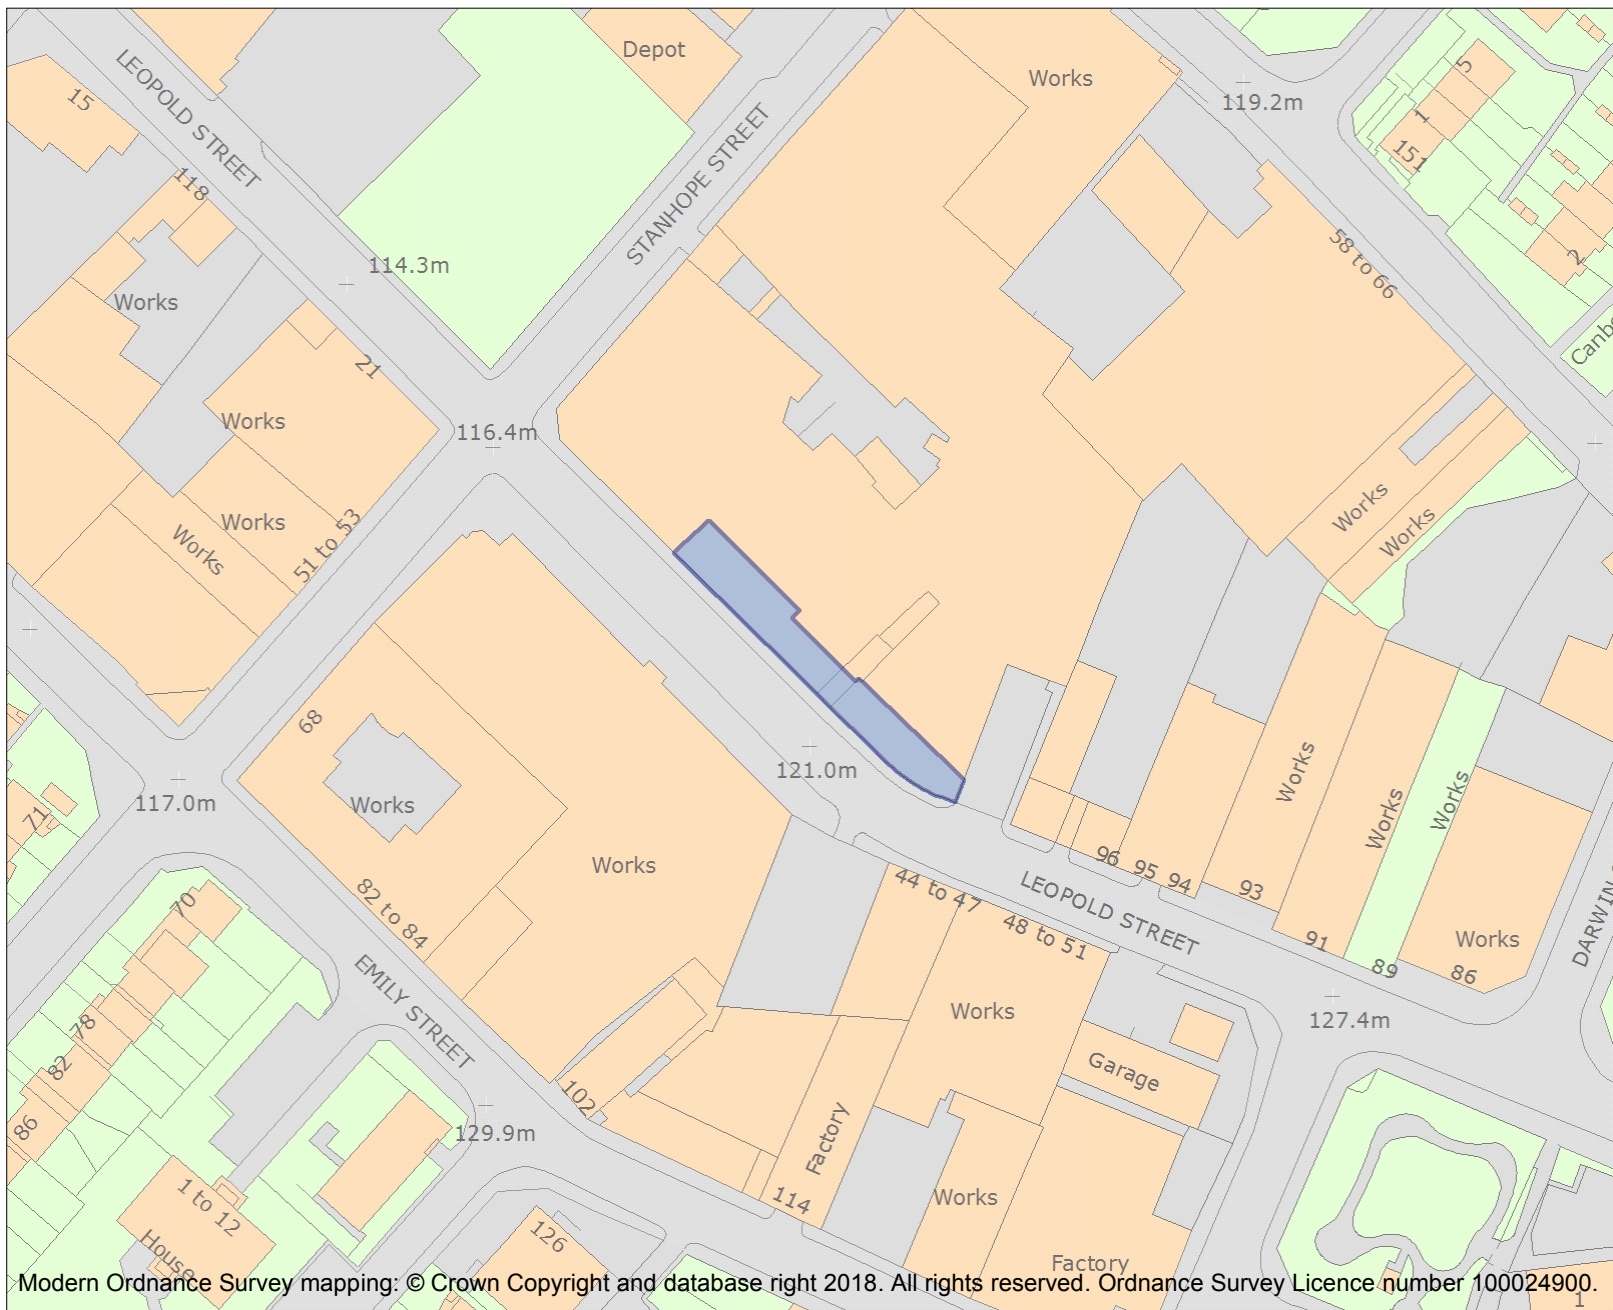 Depot
Works
LEOPOLD STREET
15
5
119.2m
1
151
STANHOPE STREET
118
2
58 to 66
114.3m
Works
21
Works
116.4m
Works
Works
51 to 53
Works
Works
68
121.0m
117.0m
Works
71
Works
Works
Works
Works
96
95
94
93
91
89
86
Works
DARWIN
82 to 84
44 to 47
48 to 51
LEOPOLD STREET
70
EMILY STREET
Works
127.4m
78
82
86
Garage
102
129.9m
Factory
1 to 12
House
114
Works
126
Factory
Modern Ordnance Survey mapping: © Crown Copyright and database right 2018. All rights reserved. Ordnance Survey Licence number 100024900.
1